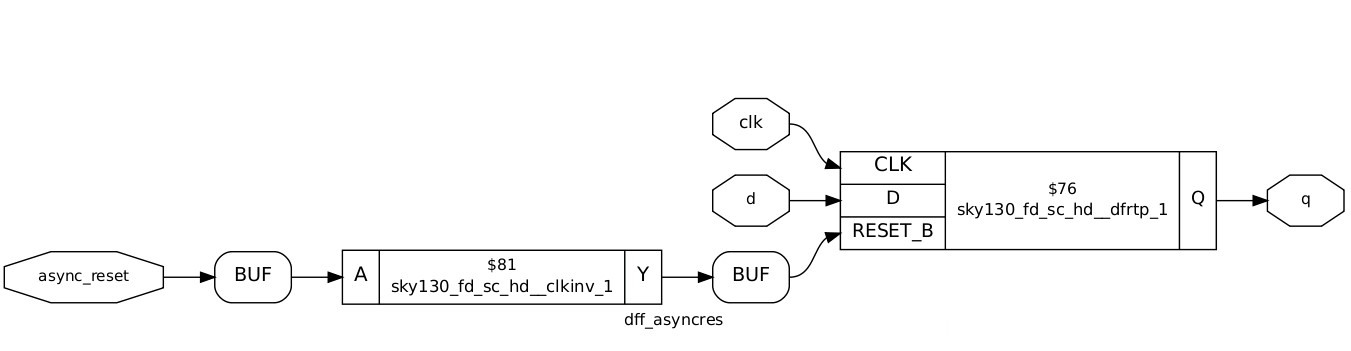 clk
CLK
d
D
$76
sky130_fd_sc_hd__dfrtp_1
Q
q
RESET_B
async_reset
BUF
A
$81
sky130_fd_sc_hd__clkinv_1
Y
BUF
dff_asyncres